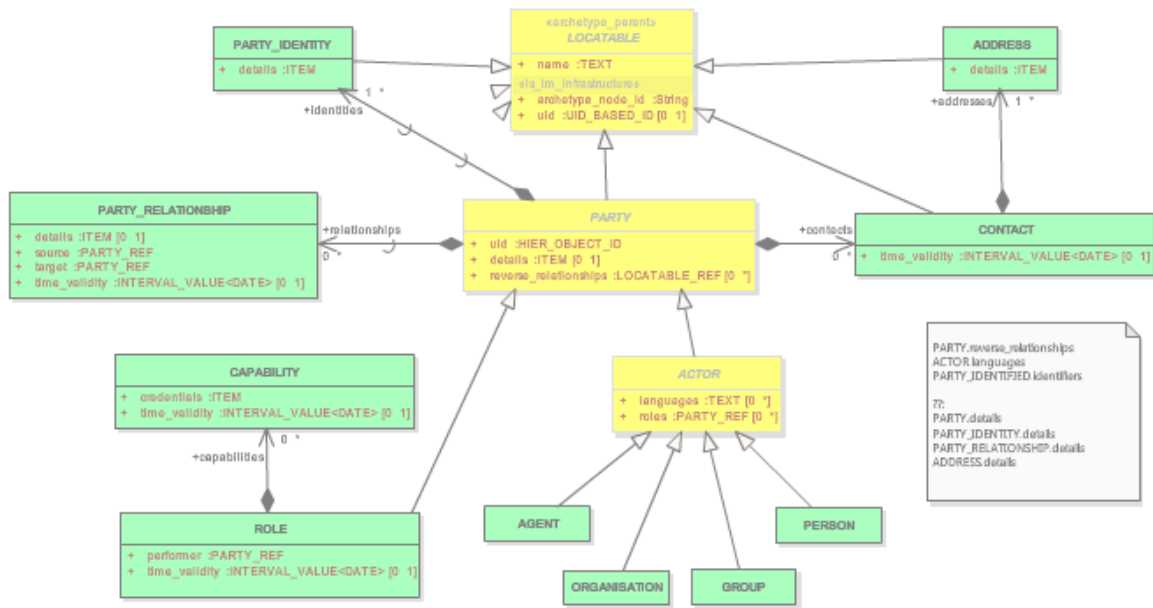 PARTY_IDENTITY
+ details :ITEM
«archetype_parent»
LOCATABLE
+ name :TEXT
+ archetype_node_id :String
+ uid :UID_BASED_ID [0 1]
ADDRESS
+ details :ITEM
1 *
+identities
+addresses
1 *
PARTY_RELATIONSHIP
+ details :ITEM [0 1]
+ source :PARTY_REF
+ target :PARTY_REF
+ time_validity :INTERVAL_VALUE<DATE> [0 1]
+relationships
0 *
PARTY
+ uid :HIER_OBJECT_ID
+ details :ITEM [0 1]
+ reverse_relationships :LOCATABLE_REF [0 *]
+contacts
0 *
CONTACT
+ time_validity :INTERVAL_VALUE<DATE> [0 1]
CAPABILITY
+ credentials :ITEM
+ time_validity :INTERVAL_VALUE<DATE> [0 1]
0 *
+capabilities
ACTOR
+ languages :TEXT [0 *]
+ roles :PARTY_REF [0 *]
PARTY.reverse_relationships
ACTOR.languages
PARTY_IDENTIFIED.identifiers
??:
PARTY.details
PARTY_IDENTITY.details
PARTY_RELATIONSHIP.details
ADDRESS.details
ROLE
+ performer :PARTY_REF
+ time_validity :INTERVAL_VALUE<DATE> [0 1]
AGENT
PERSON
ORGANISATION
GROUP